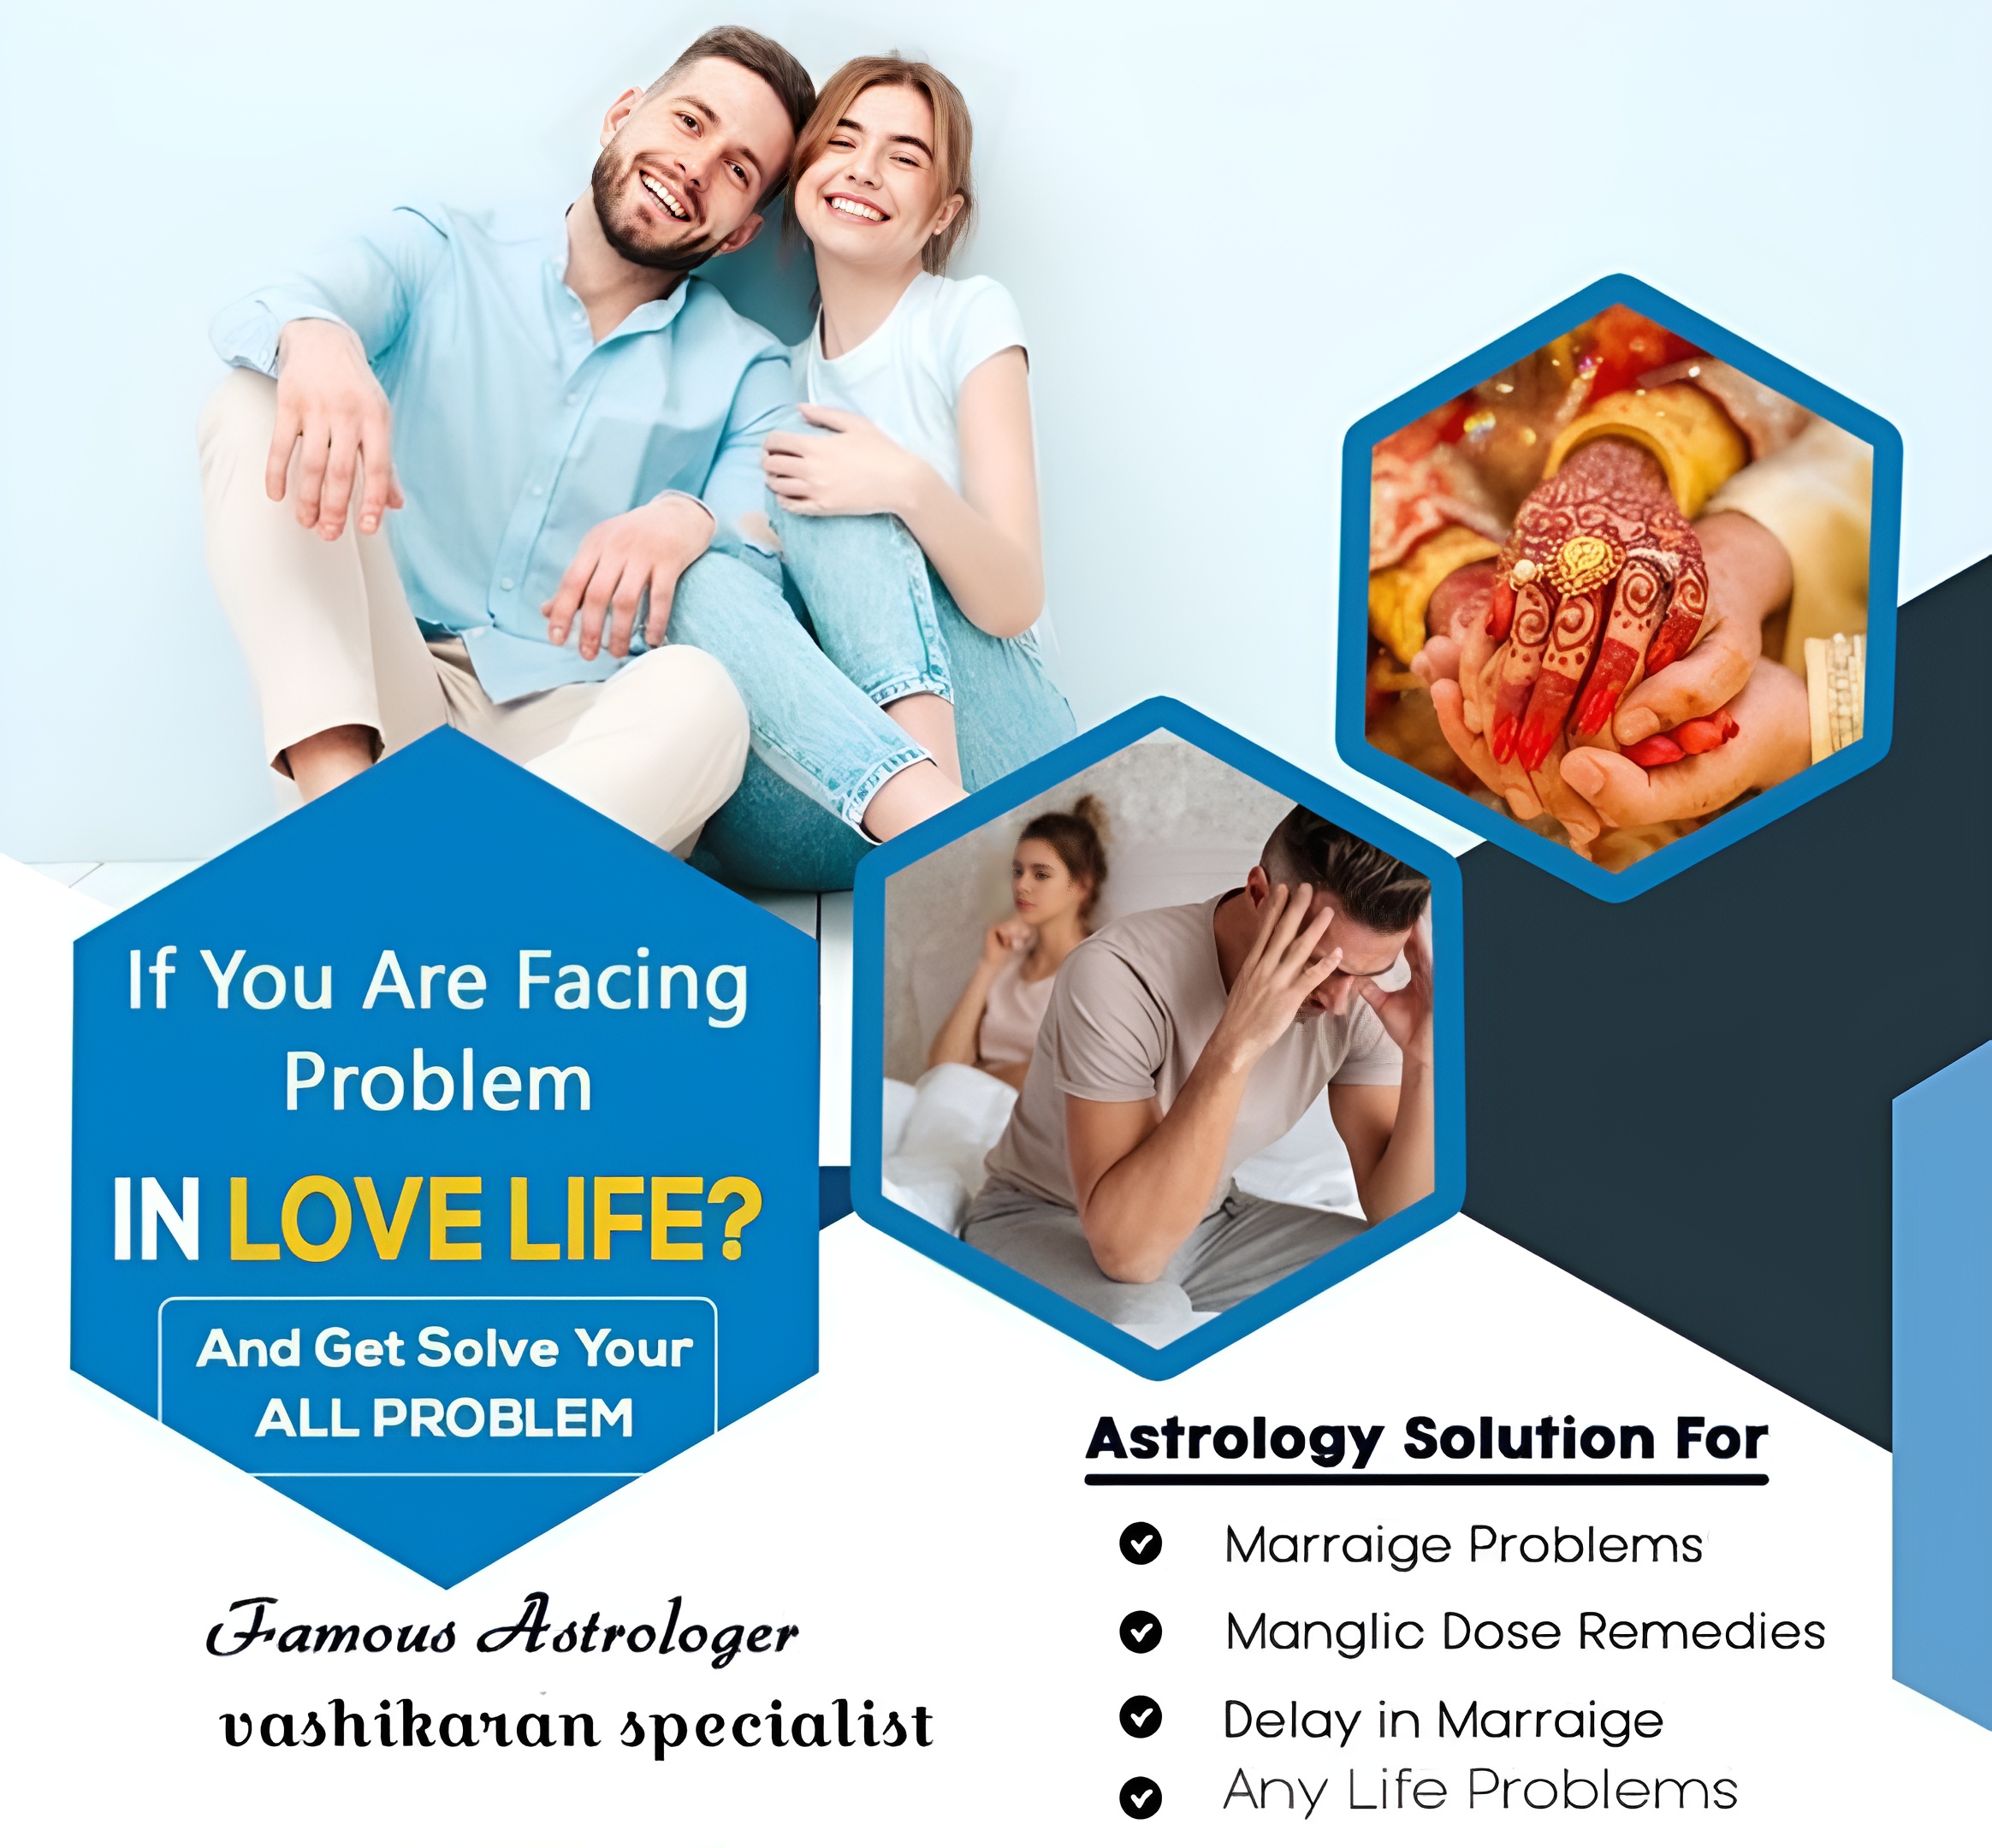 If You Are Facing
Problem
IN LOVE LIFE?
And Get Solve Your
ALL PROBLEM
Famous Astrologer
vashikaran specialist
Astrology Solution For
Marraige Problems
Manglic Dose Remedies
Delay in Marraige
Any Life Problems